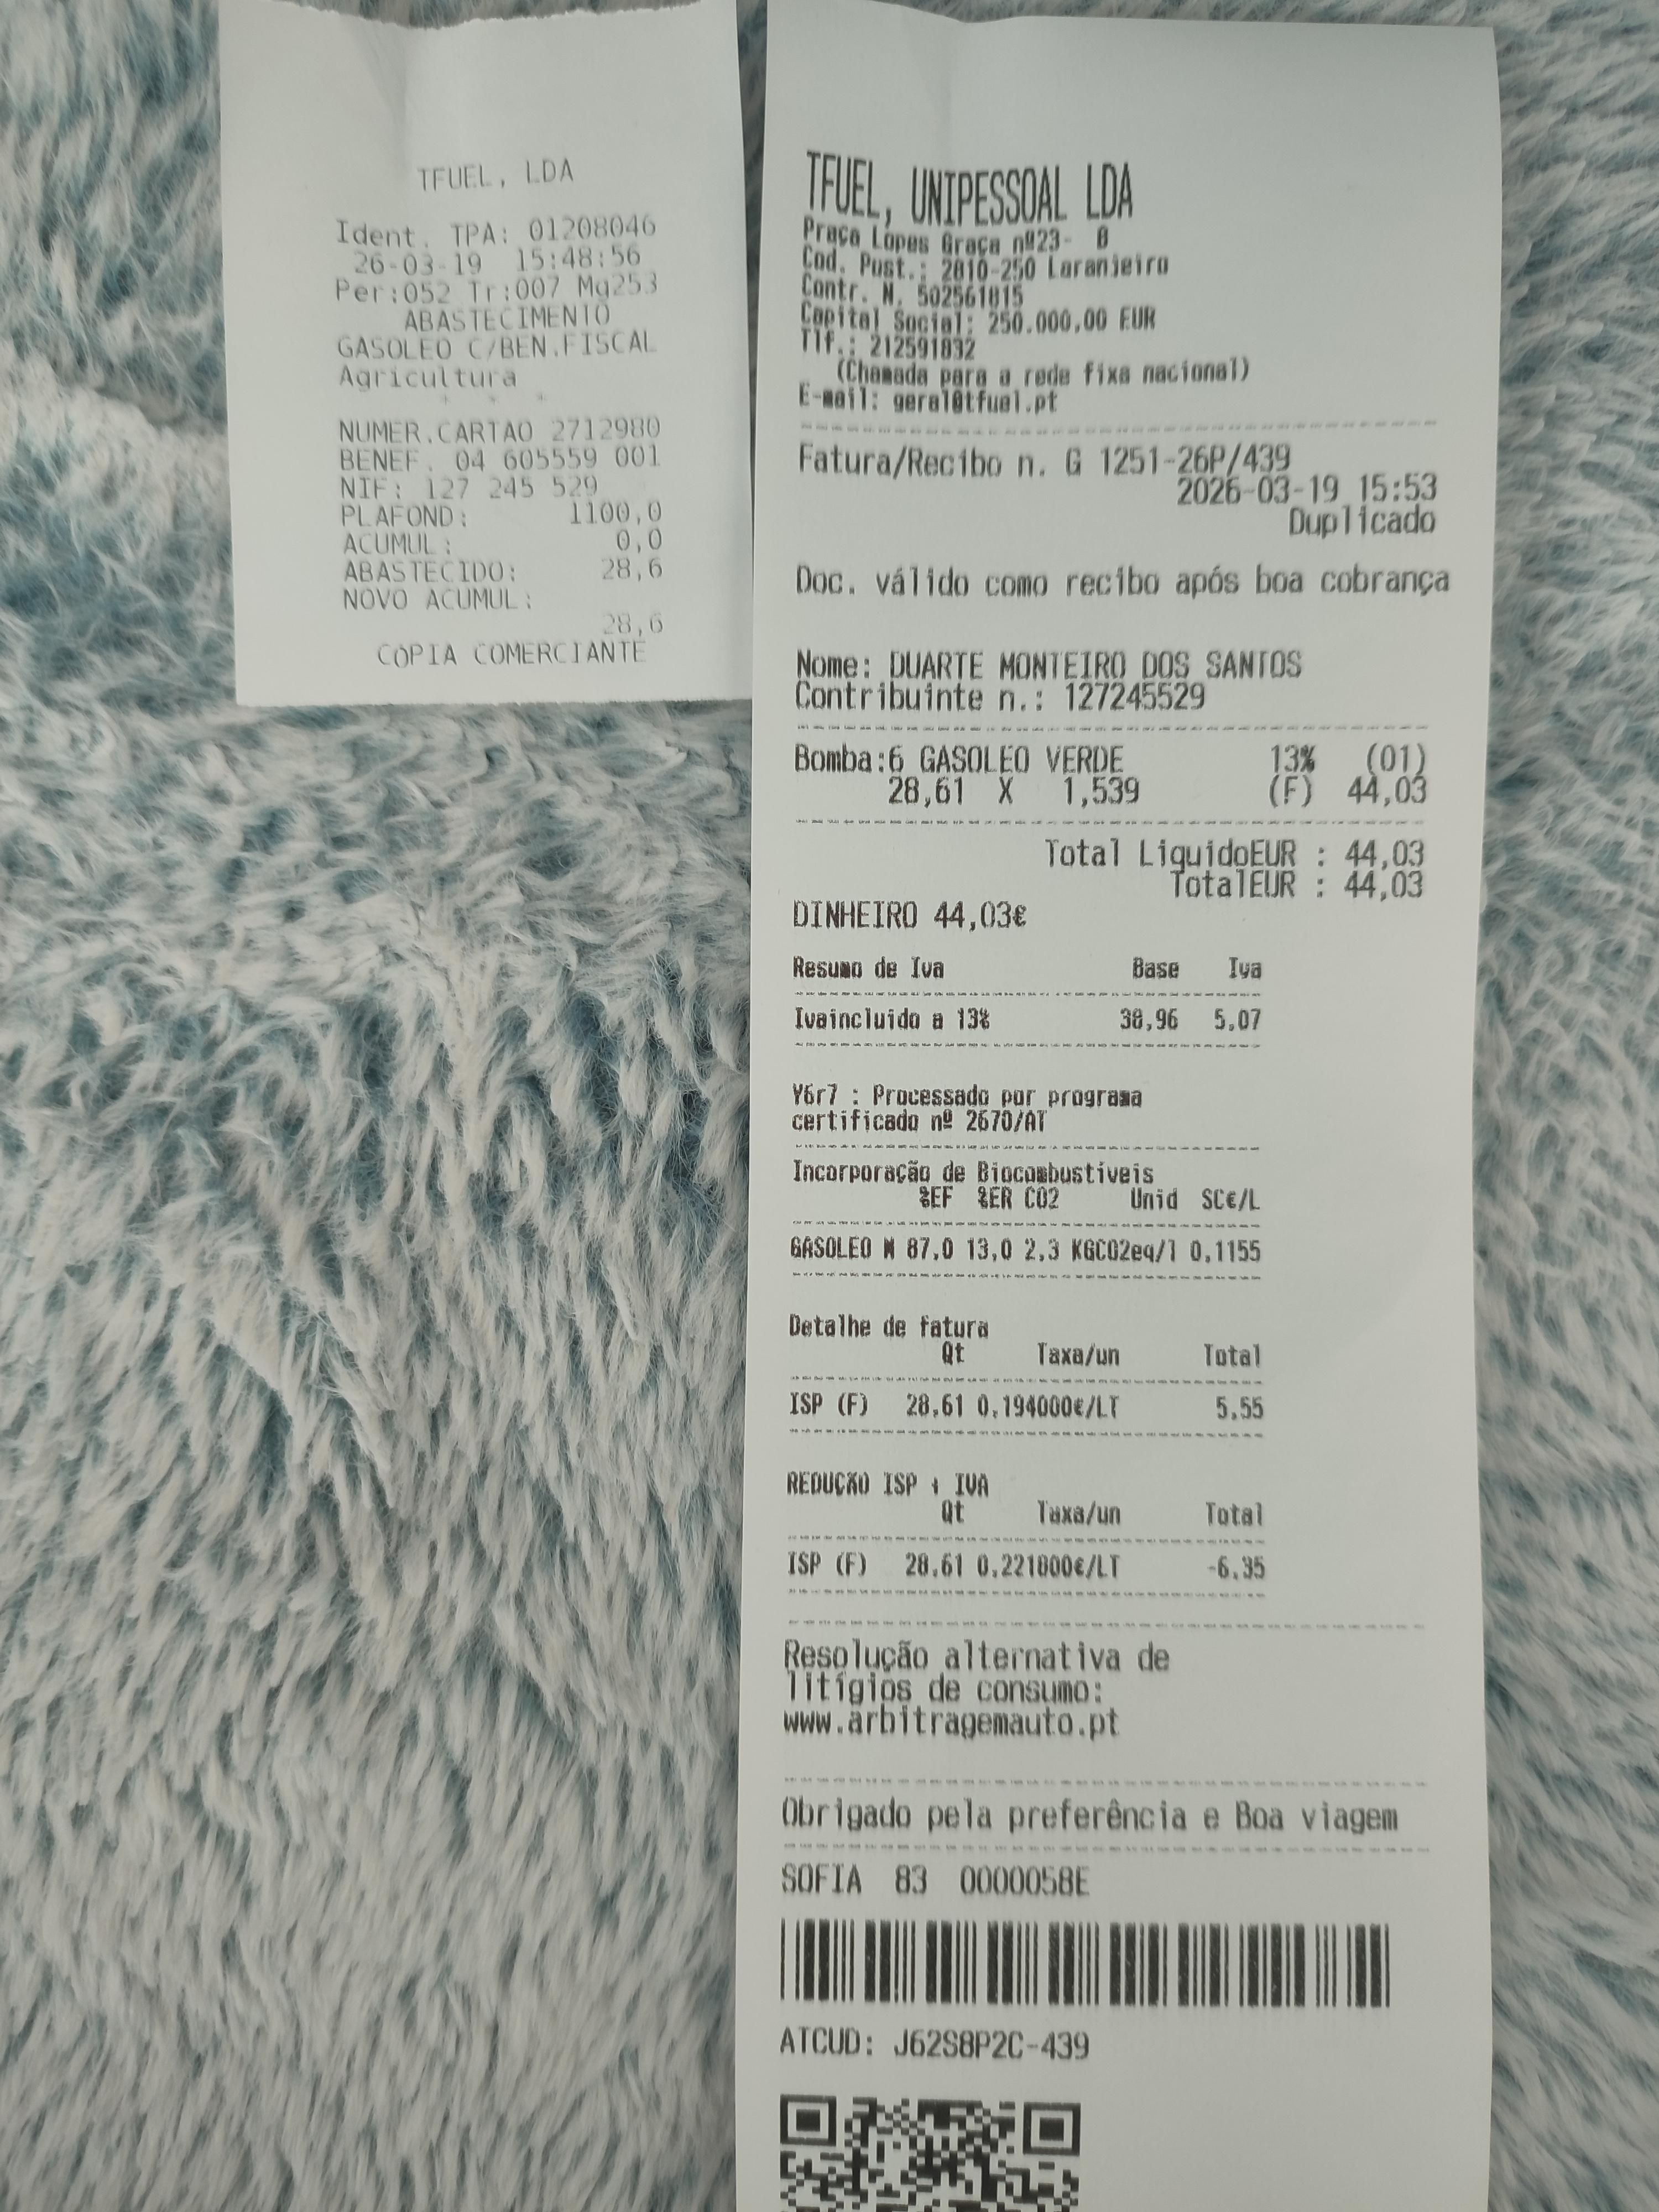 TFUEL, LDA
Ident. TPA: 01208046
26-03-19 15:48:56
Per:052 Tr:007 Mg253
ABASTECIMENTO
GASOLEO C/BEN.FISCAL
Agricultura
* * *
NUMER.CARTAO 2712980
BENEF. 04 605559 001
NIF: 127 245 529
PLAFOND: 1100,0
ACUMUL: 0,0
ABASTECIDO: 28,6
NOVO ACUMUL:
28,6
COPIA COMERCIANTE
TFUEL, UNIPESSOAL LDA
Praça Lopes Graça nº23- 0
Cod. Post.: 2810-250 Laranjeiro
Contr. N. 502561815
Capital Social: 250.000,00 EUR
Tlf.: 212591832
(Chamada para a rede fixa nacional)
E-mail: geral@tfuel.pt
Fatura/Recibo n. G 1251-26P/439
2026-03-19 15:53
Duplicado
Doc. válido como recibo após boa cobrança
Nome: DUARTE MONTEIRO DOS SANTOS
Contribuinte n.: 127245529
Bomba:6 GASOLEO VERDE 13% (01)
28,61 X 1,539 (F) 44,03
Total LiquidoEUR : 44,03
TotalEUR : 44,03
DINHEIRO 44,03€
Resumo de Iva Base Iva
Ivaincluido a 13% 38,96 5,07
Y6r7 : Processado por programa
certificado nº 2670/AT
Incorporação de Biocombustíveis
%EF %ER CO2 Unid SC€/L
GASOLEO M 87,0 13,0 2,3 KGCO2eq/l 0,1155
Detalhe de fatura
Qt Taxa/un Total
ISP (F) 28,61 0,194000€/LT 5,55
REDUÇÃO ISP + IVA
Qt Taxa/un Total
ISP (F) 28,61 0,221800€/LT -6,35
Resolução alternativa de
litígios de consumo:
www.arbitragemauto.pt
Obrigado pela preferência e Boa viagem
SOFIA 83 0000058E
ATCUD: J62S8P2C-439